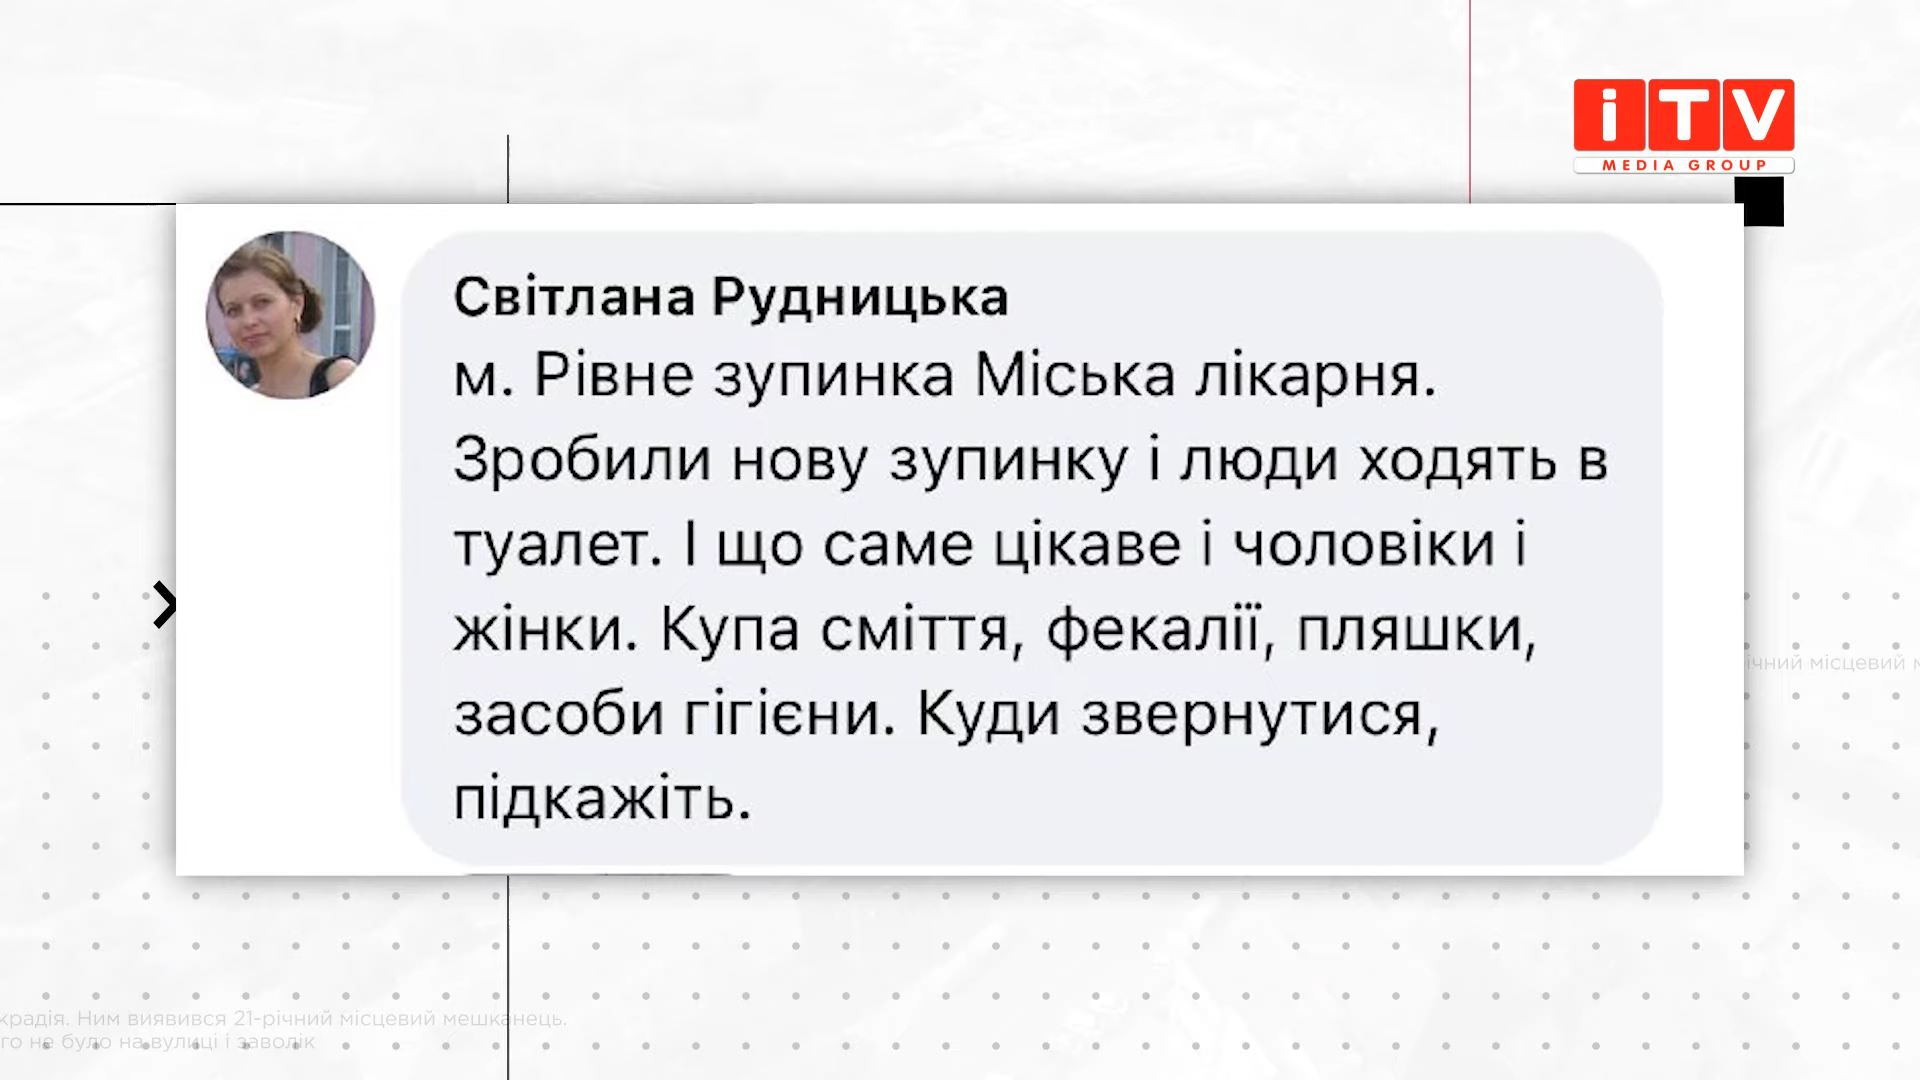 iTV
MEDIA GROUP
Світлана Рудницька
м. Рівне зупинка Міська лікарня.
Зробили нову зупинку і люди ходять в
туалет. І що саме цікаве і чоловіки і
жінки. Купа сміття, фекалії, пляшки,
засоби гігієни. Куди звернутися,
підкажіть.
ічний місцевий м
крадія. Ним виявився 21-річний місцевий мешканець.
го не було на вулиці і заволік